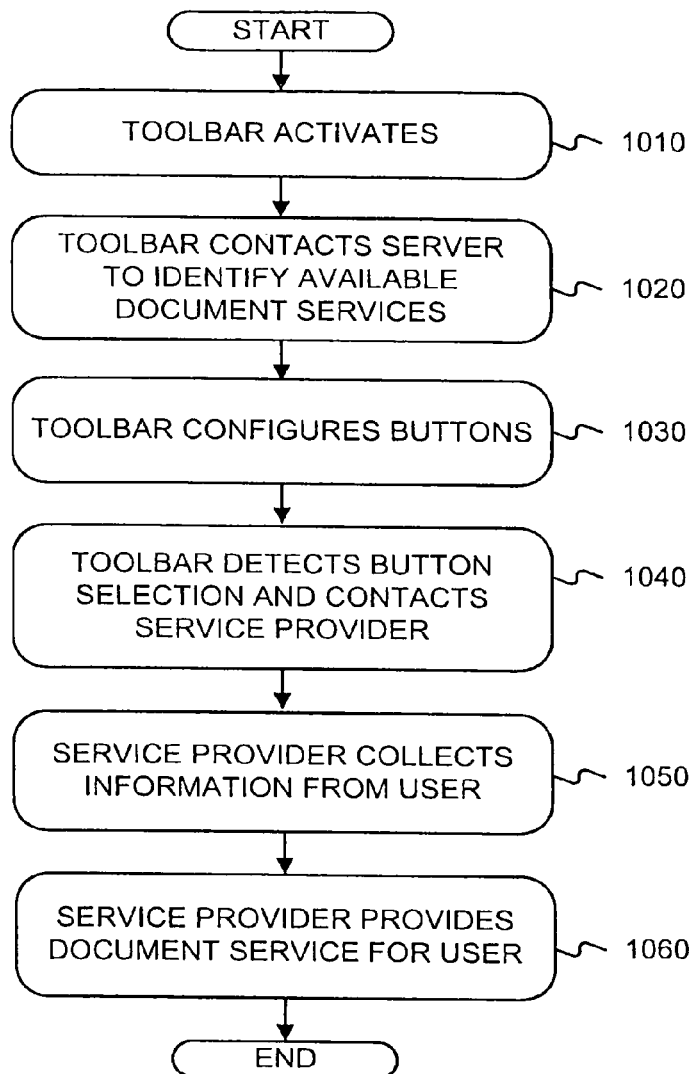 START
TOOLBAR ACTIVATES
1010
TOOLBAR CONTACTS SERVER
TO IDENTIFY AVAILABLE
DOCUMENT SERVICES
1020
TOOLBAR CONFIGURES BUTTONS
1030
TOOLBAR DETECTS BUTTON
SELECTION AND CONTACTS
SERVICE PROVIDER
1040
SERVICE PROVIDER COLLECTS
INFORMATION FROM USER
1050
SERVICE PROVIDER PROVIDES
DOCUMENT SERVICE FOR USER
1060
END